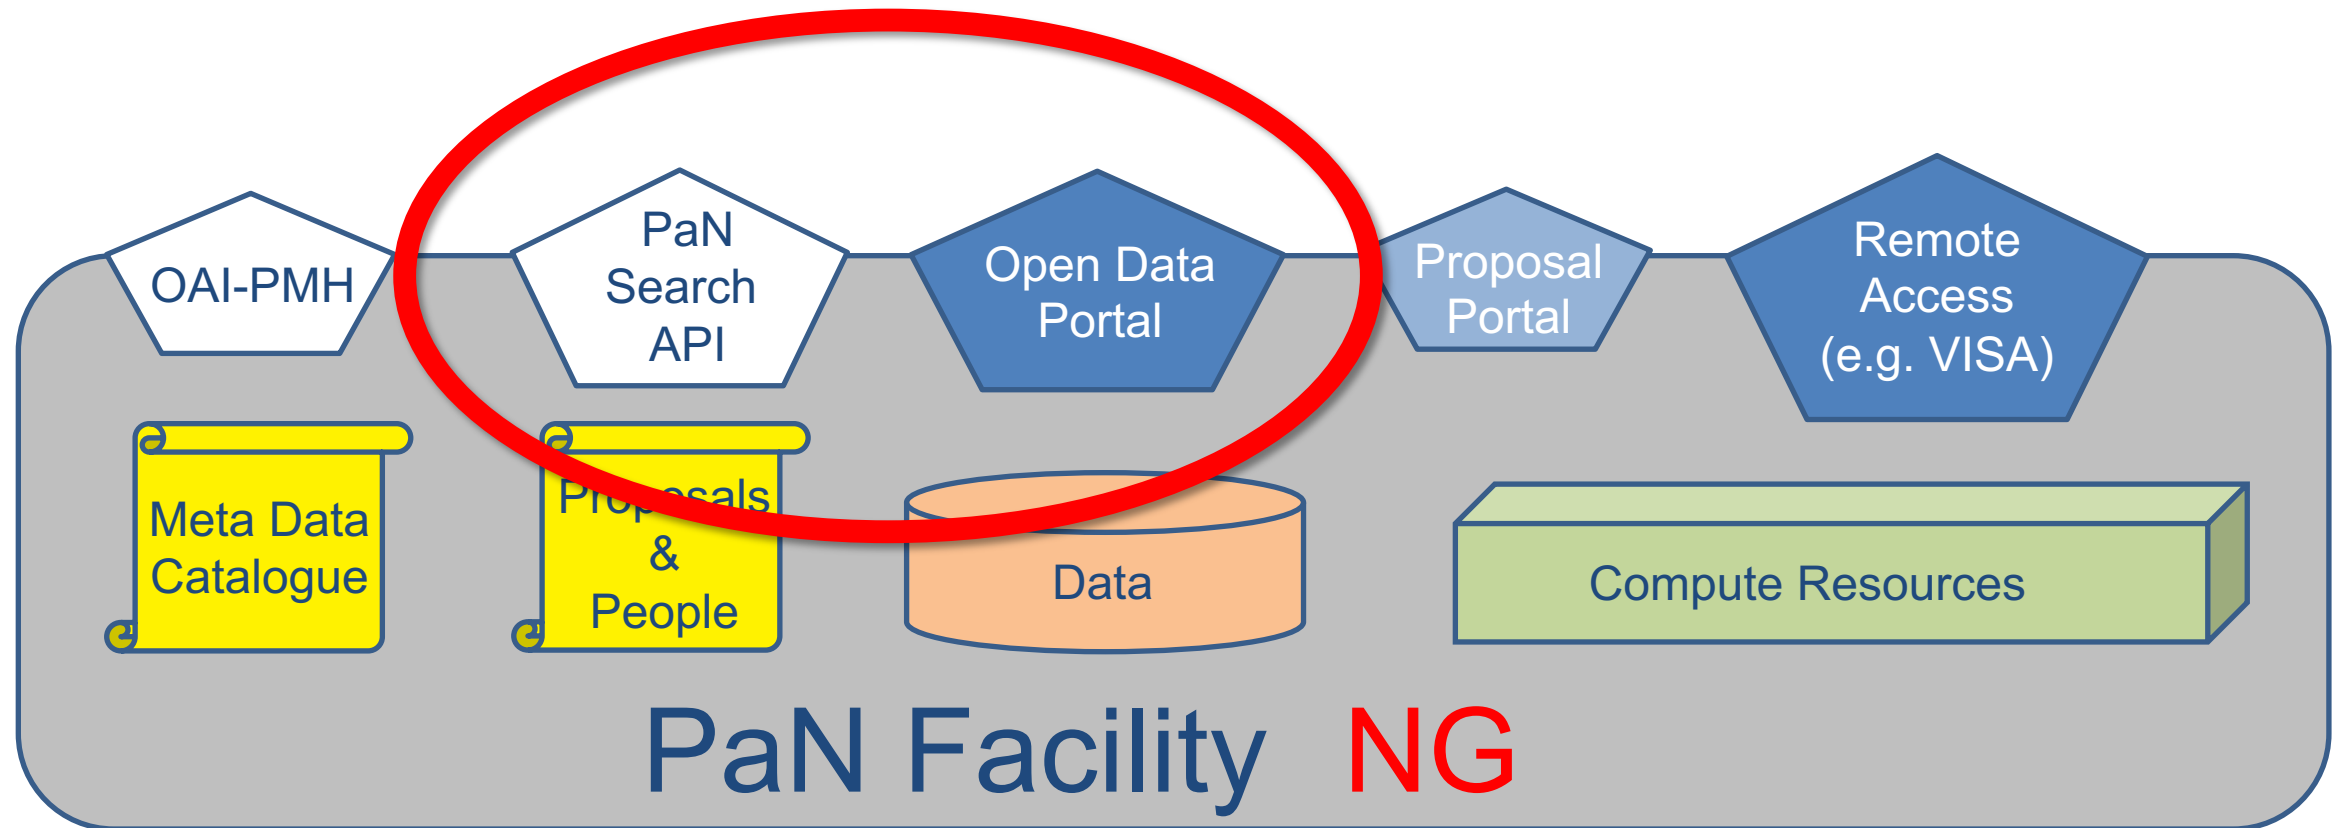 OAI-PMH
PaN
Search
API
Open Data
Portal
Proposal
Portal
Remote
Access
(e.g. VISA)
Meta Data
Catalogue
Proposals
&
People
Data
Compute Resources
PaN Facility NG